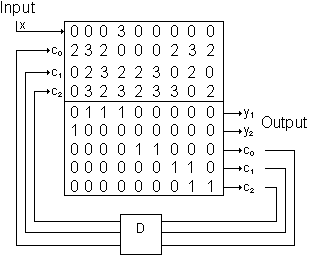 Input
x 0 0 0 3 0 0 0 0 0
c0 2 3 2 0 0 0 2 3 2
c1 0 2 3 2 2 3 0 2 0
c2 0 3 2 3 2 3 3 0 2
0 1 1 1 0 0 0 0 0 y1
1 0 0 0 0 0 0 0 0 y2
Output
0 0 0 0 1 1 0 0 0 c0
0 0 0 0 0 0 1 1 0 c1
0 0 0 0 0 0 0 1 1 c2
D